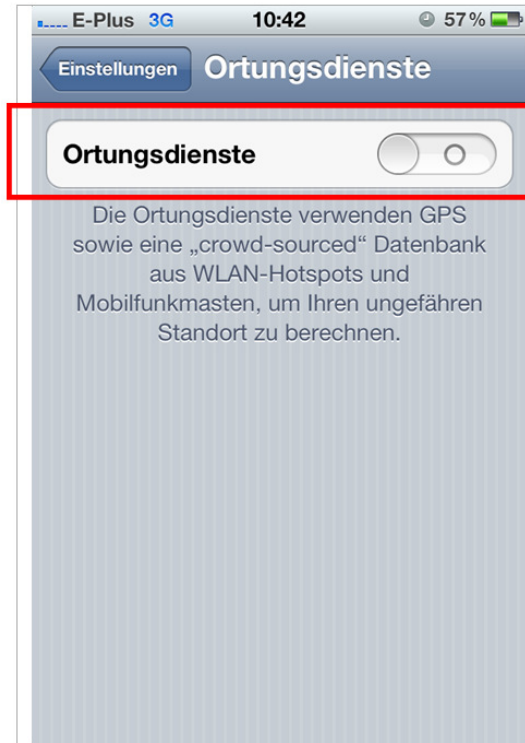 E-Plus 3G 10:42 57%
Einstellungen Ortungsdienste
Ortungsdienste
Die Ortungsdienste verwenden GPS
sowie eine „crowd-sourced“ Datenbank
aus WLAN-Hotspots und
Mobilfunkmasten, um Ihren ungefähren
Standort zu berechnen.